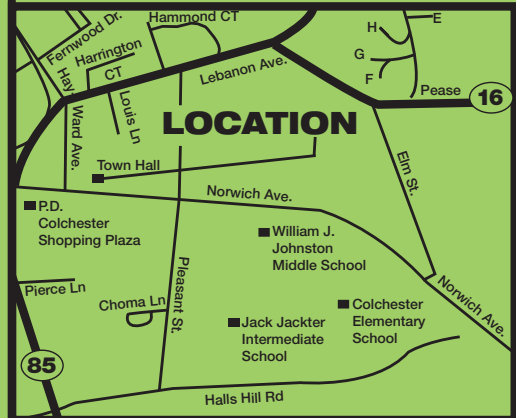 Fernwood Dr.
Hammond CT
Harrington
CT
Hay
Ward Ave.
Louis Ln
Lebanon Ave.
H
E
G
F
Pease
16
LOCATION
Town Hall
Elm St.
Norwich Ave.
P.D.
Colchester
Shopping Plaza
William J.
Johnston
Middle School
Pleasant St.
Pierce Ln
Choma Ln
Norwich Ave.
Colchester
Elementary
School
Jack Jackter
Intermediate
School
85
Halls Hill Rd